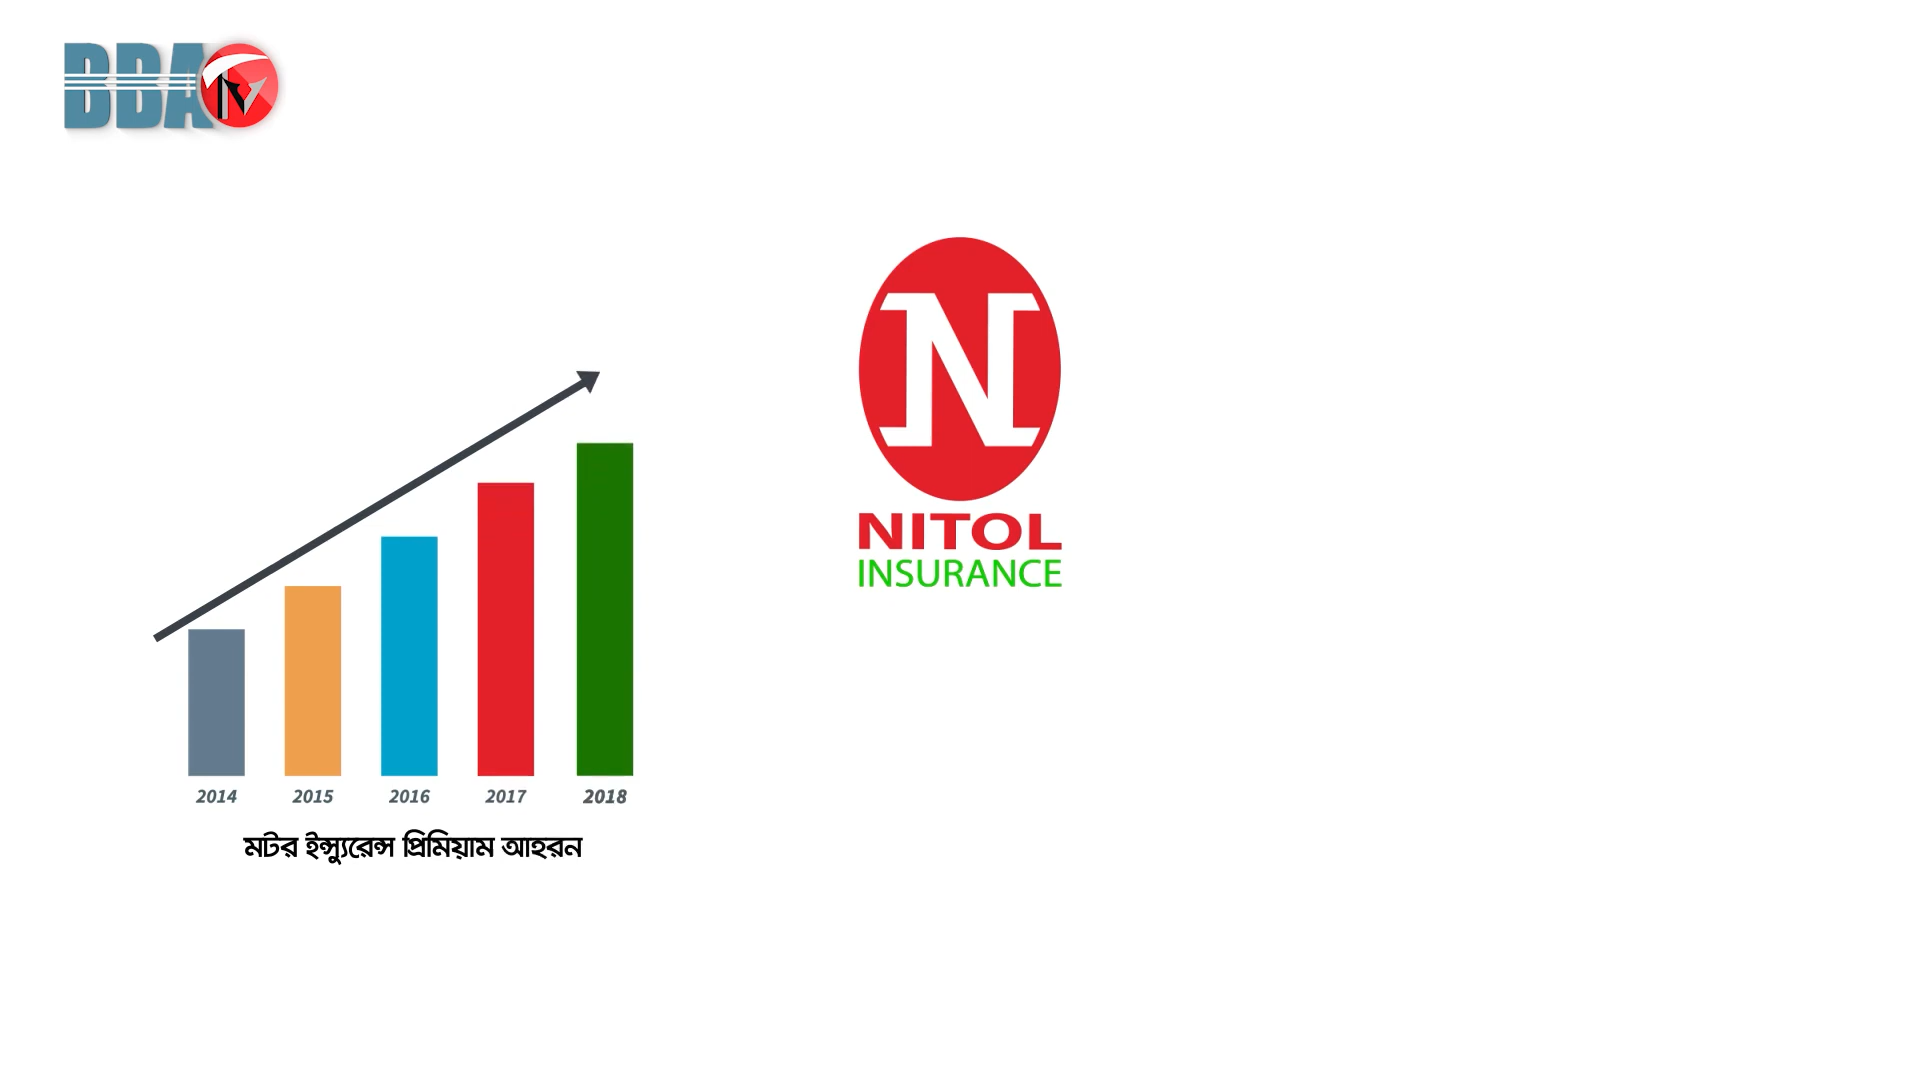 BBA TV
N
NITOL
INSURANCE
2014 2015 2016 2017 2018
মটর ইন্স্যুরেন্স প্রিমিয়াম আহরন